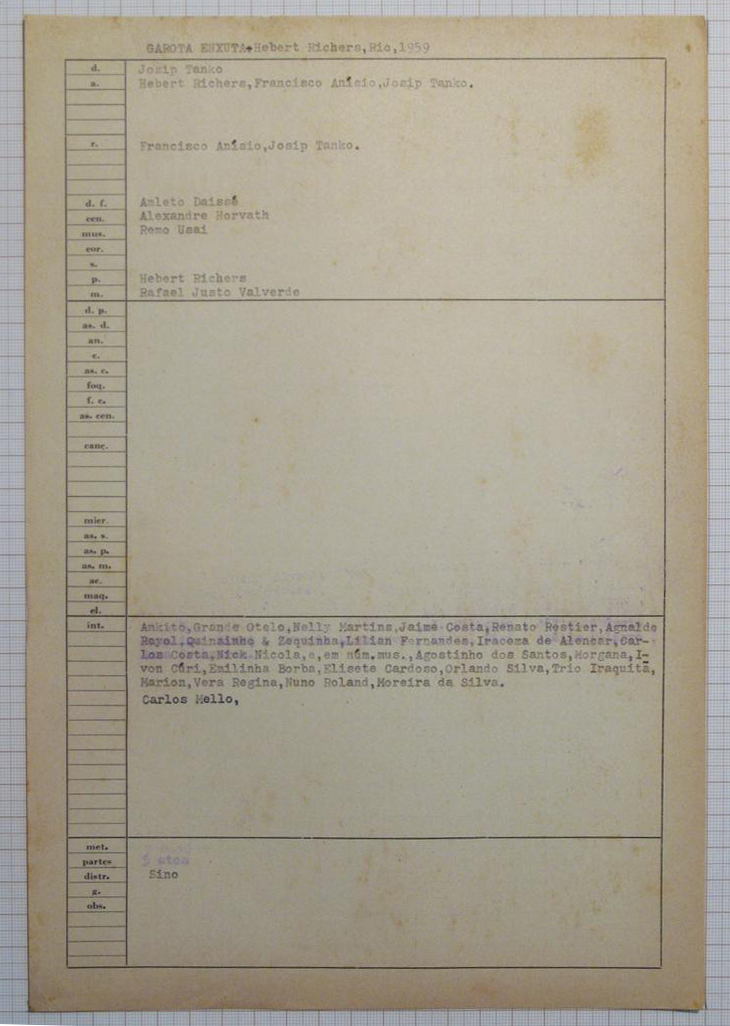 GAROTA ENXUTA+Hebert Richers,Rio,1959
d. Josip Tanko
a. Hebert Richers,Francisco Anísio,Josip Tanko.
r. Francisco Anísio,Josip Tanko.
d. f. Amleto Daissé
cen. Alexandre Horvath
mus. Remo Usai
cor.
s.
p. Hebert Richers
m. Rafael Justo Valverde
d. p.
as. d.
an.
c.
as. c.
foq.
f. c.
as. cen.
canç.
micr.
as. s.
as. p.
as. m.
ac.
maq.
el.
int. Ankito,Grande Otelo,Nelly Martins,Jaime Costa,Renato Restier,Agnaldo
Rayol,Quinzinho & Zequinha,Lilian Fernandes,Iracema de Alencar,Car-
los Costa,Nick Nicola,e,em núm.mus.,Agostinho dos Santos,Morgana,I-
von Cúri,Emilinha Borba,Elisete Cardoso,Orlando Silva,Trio Iraquitã,
Marion,Vera Regina,Nuno Roland,Moreira da Silva.
Carlos Mello,
met.
partes 5 atos
distr. Sino
g.
obs.